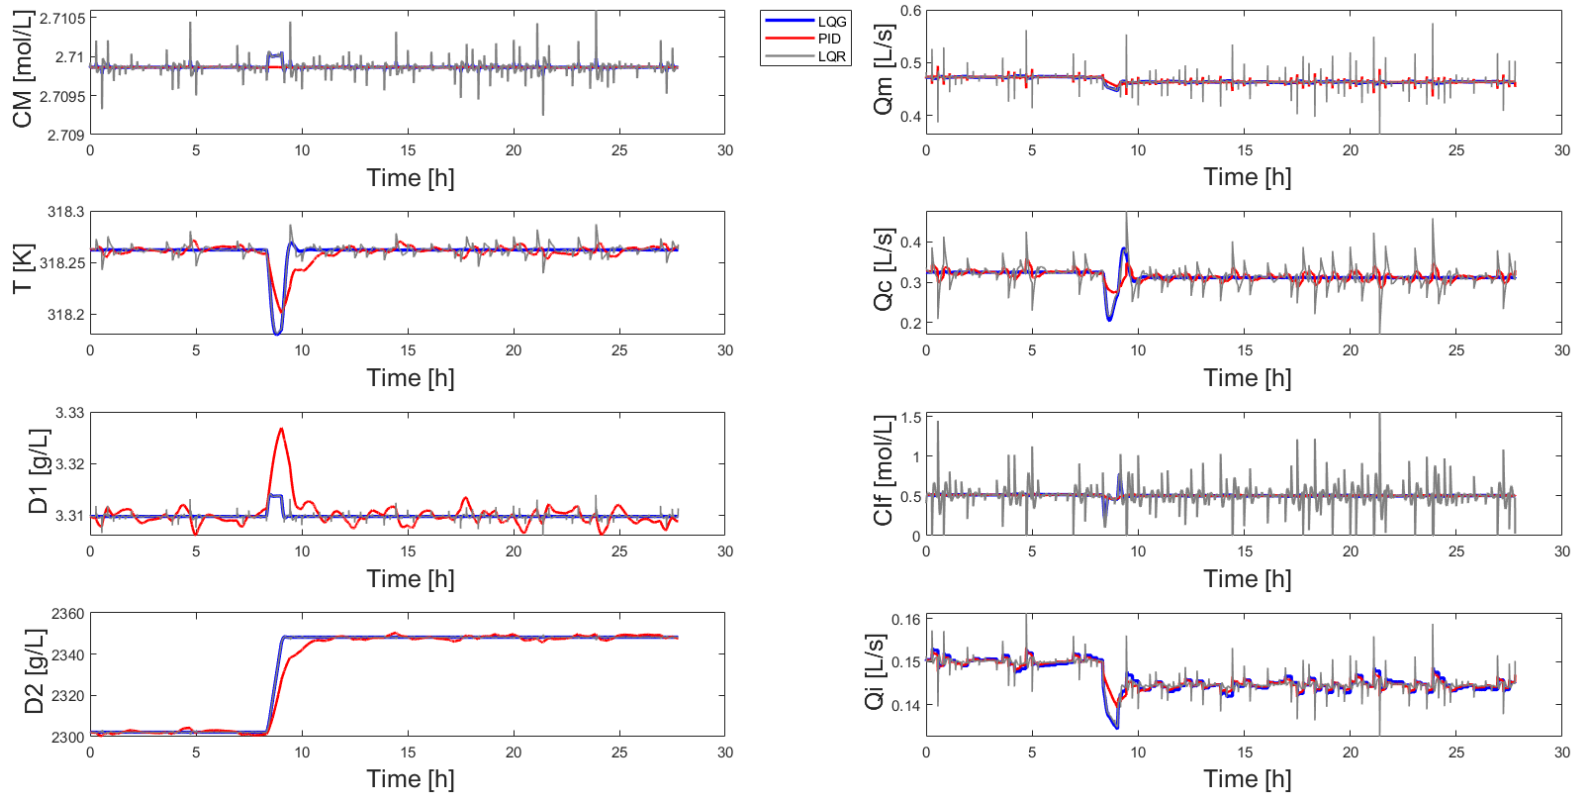 2.7105
2.71
2.7095
2.709
CM [mol/L]
0 5 10 15 20 25 30
Time [h]
LQG
PID
LQR
0.6
0.5
0.4
Qm [L/s]
0 5 10 15 20 25 30
Time [h]
318.3
318.25
318.2
T [K]
0 5 10 15 20 25 30
Time [h]
0.4
0.3
0.2
Qc [L/s]
0 5 10 15 20 25 30
Time [h]
3.33
3.32
3.31
D1 [g/L]
0 5 10 15 20 25 30
Time [h]
1.5
1
0.5
0
CIf [mol/L]
0 5 10 15 20 25 30
Time [h]
2360
2340
2320
2300
D2 [g/L]
0 5 10 15 20 25 30
Time [h]
0.16
0.15
0.14
Qi [L/s]
0 5 10 15 20 25 30
Time [h]